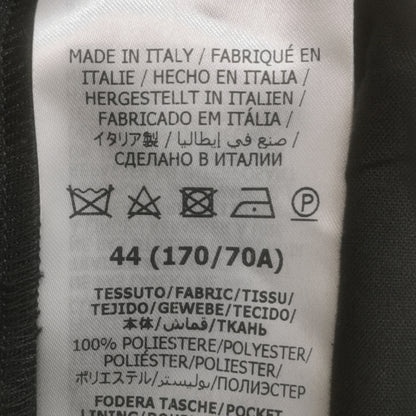 MADE IN ITALY / FABRIQUÉ EN
ITALIE / HECHO EN ITALIA /
HERGESTELLT IN ITALIEN /
FABRICADO EM ITÁLIA /
イタリア製 / صنع في إيطاليا /
СДЕЛАНО В ИТАЛИИ
P
44 (170/70A)
TESSUTO/FABRIC/TISSU/
TEJIDO/GEWEBE/TECIDO/
本体/قماش/ТКАНЬ
100% POLIESTERE/POLYESTER/
POLIÉSTER/POLIESTER/
ポリエステル/بوليستر/ПОЛИЭСТЕР
FODERA TASCHE/POCKET